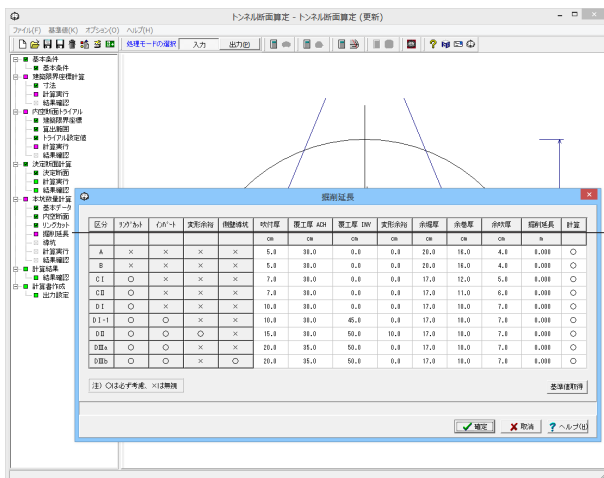 トンネル断面算定 - トンネル断面算定 (更新)
ファイル(F) 基準値(K) オプション(O) ヘルプ(H)
処理モードの選択 入力 出力(P)
基本条件
基本条件
建築限界座標計算
寸法
計算実行
結果確認
内空断面トライアル
建築限界座標
算出範囲
トライアル設定値
計算実行
結果確認
決定断面計算
決定断面
計算実行
結果確認
本坑数量計算
基本データ
内空断面
リングカット
掘削延長
導坑
計算実行
結果確認
計算結果
結果確認
計算書作成
出力設定
掘削延長
区分 リングカット インバート 変形余裕 側壁導坑 吹付厚 覆工厚 ACH 覆工厚 INV 変形余裕 余堀厚 余巻厚 余吹厚 掘削延長 計算
cm cm cm cm cm cm cm m
A × × × × 5.0 30.0 0.0 0.0 20.0 16.0 4.0 0.000 ○
B × × × × 5.0 30.0 0.0 0.0 20.0 16.0 4.0 0.000 ○
CⅠ ○ × × × 7.0 30.0 0.0 0.0 17.0 12.0 5.0 0.000 ○
CⅡ ○ × × × 7.0 30.0 0.0 0.0 17.0 11.0 6.0 0.000 ○
DⅠ ○ × × × 10.0 30.0 0.0 0.0 17.0 10.0 7.0 0.000 ○
DⅠ-1 ○ ○ × × 10.0 30.0 45.0 0.0 17.0 10.0 7.0 0.000 ○
DⅡ ○ ○ ○ × 15.0 30.0 50.0 10.0 17.0 10.0 7.0 0.000 ○
DⅢa ○ ○ × × 20.0 35.0 50.0 0.0 17.0 10.0 7.0 0.000 ○
DⅢb ○ ○ × ○ 20.0 35.0 50.0 0.0 17.0 10.0 7.0 0.000 ○
注) ○は必ず考慮、×は無視
基準値取得
確定 取消 ヘルプ(H)